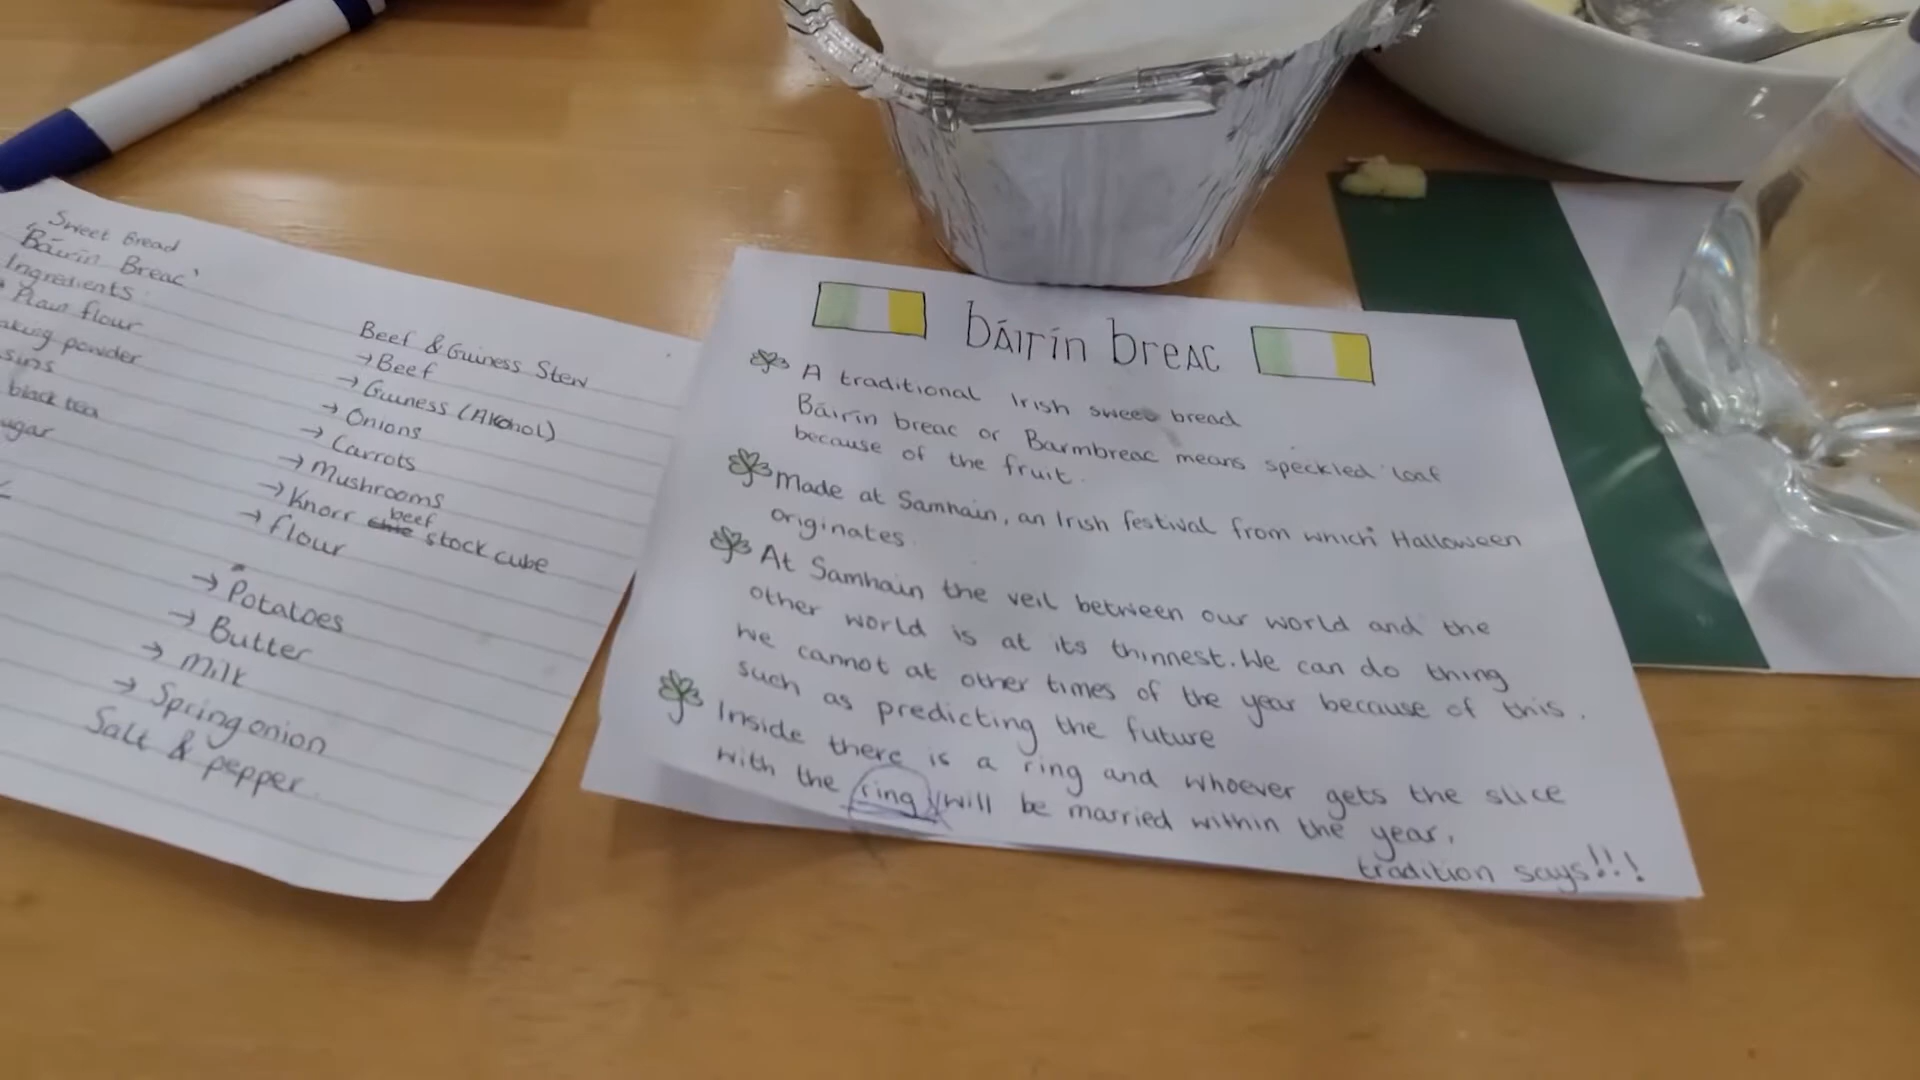 Sweet Bread
'Báirín Breac'
Ingredients
Plain flour
powder
black tea
Beef & Guiness Stew
→ Beef
→ Guiness (Alkohol)
→ Onions
→ Carrots
→ Mushrooms
→ Knorr beef stock cube
→ flour
→ Potatoes
→ Butter
→ Milk
→ Spring onion
Salt & pepper
báirín breac
A traditional Irish sweet bread
Báirín breac or Barmbreac means speckled loaf
because of the fruit.
Made at Samhain, an Irish festival from which Halloween
originates.
At Samhain the veil between our world and the
other world is at its thinnest. We can do thing
we cannot at other times of the year because of this.
such as predicting the future
Inside there is a ring and whoever gets the slice
with the ring will be married within the year.
tradition says!!!